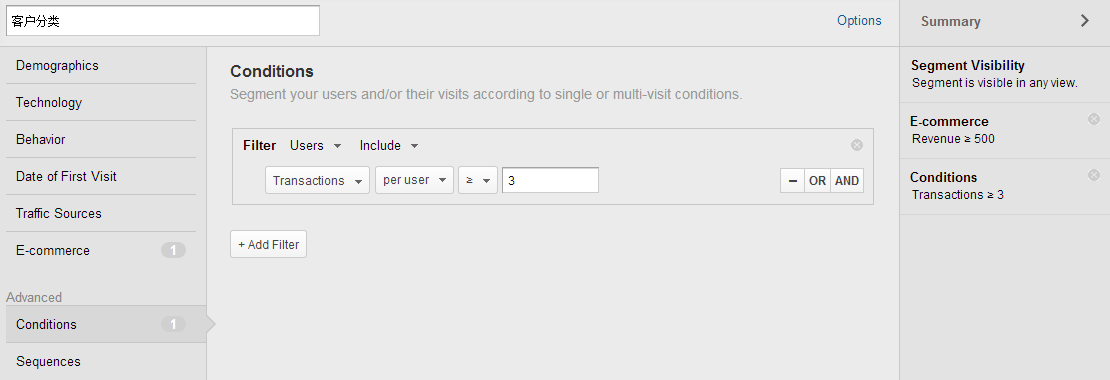 客户分类
Options
Demographics
Technology
Behavior
Date of First Visit
Traffic Sources
E-commerce 1
Advanced
Conditions 1
Sequences
Conditions
Segment your users and/or their visits according to single or multi-visit conditions.
Filter Users Include
Transactions per user ≥ 3 − OR AND
+ Add Filter
Summary
Segment Visibility
Segment is visible in any view.
E-commerce
Revenue ≥ 500
Conditions
Transactions ≥ 3